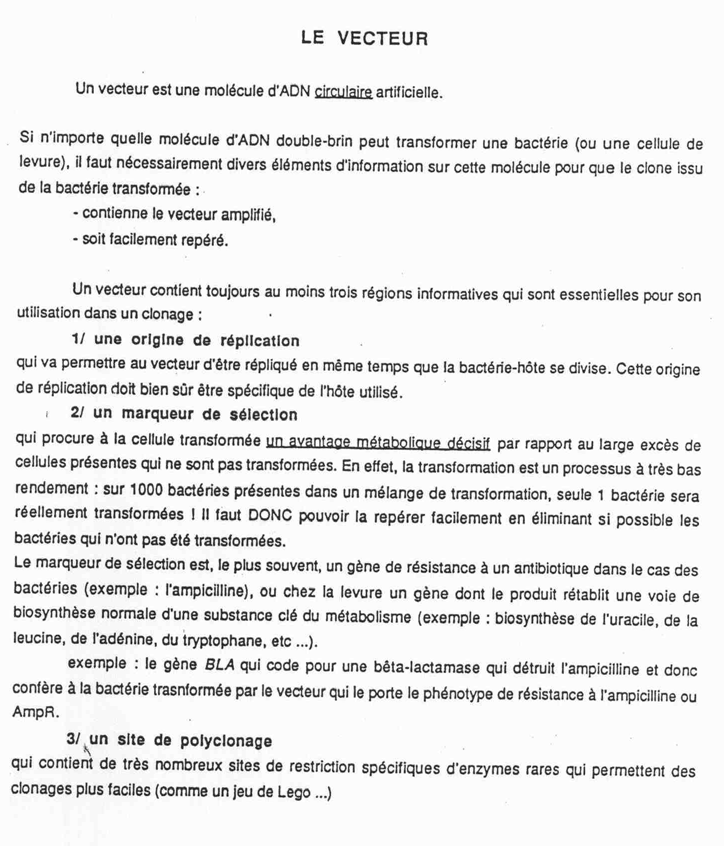 LE VECTEUR
Un vecteur est une molécule d'ADN circulaire artificielle.
Si n'importe quelle molécule d'ADN double-brin peut transformer une bactérie (ou une cellule de
levure), il faut nécessairement divers éléments d'information sur cette molécule pour que le clone issu
de la bactérie transformée :
- contienne le vecteur amplifié,
- soit facilement repéré.
Un vecteur contient toujours au moins trois régions informatives qui sont essentielles pour son
utilisation dans un clonage :
1/ une origine de réplication
qui va permettre au vecteur d'être répliqué en même temps que la bactérie-hôte se divise. Cette origine
de réplication doit bien sûr être spécifique de l'hôte utilisé.
2/ un marqueur de sélection
qui procure à la cellule transformée un avantage métabolique décisif par rapport au large excès de
cellules présentes qui ne sont pas transformées. En effet, la transformation est un processus à très bas
rendement : sur 1000 bactéries présentes dans un mélange de transformation, seule 1 bactérie sera
réellement transformées ! Il faut DONC pouvoir la repérer facilement en éliminant si possible les
bactéries qui n'ont pas été transformées.
Le marqueur de sélection est, le plus souvent, un gène de résistance à un antibiotique dans le cas des
bactéries (exemple : l'ampicilline), ou chez la levure un gène dont le produit rétablit une voie de
biosynthèse normale d'une substance clé du métabolisme (exemple : biosynthèse de l'uracile, de la
leucine, de l'adénine, du tryptophane, etc ...).
exemple : le gène BLA qui code pour une bêta-lactamase qui détruit l'ampicilline et donc
confère à la bactérie trasnformée par le vecteur qui le porte le phénotype de résistance à l'ampicilline ou
AmpR.
3/ un site de polyclonage
qui contient de très nombreux sites de restriction spécifiques d'enzymes rares qui permettent des
clonages plus faciles (comme un jeu de Lego ...)